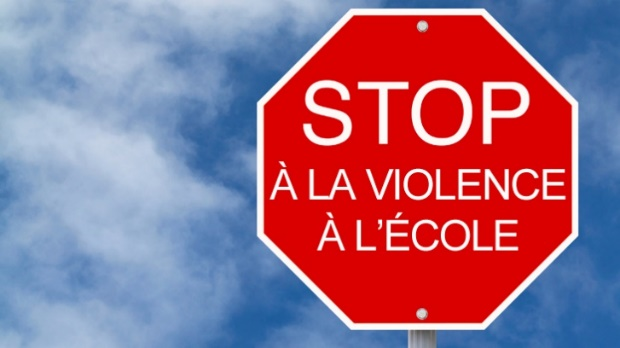 STOP
À LA VIOLENCE
À L'ÉCOLE